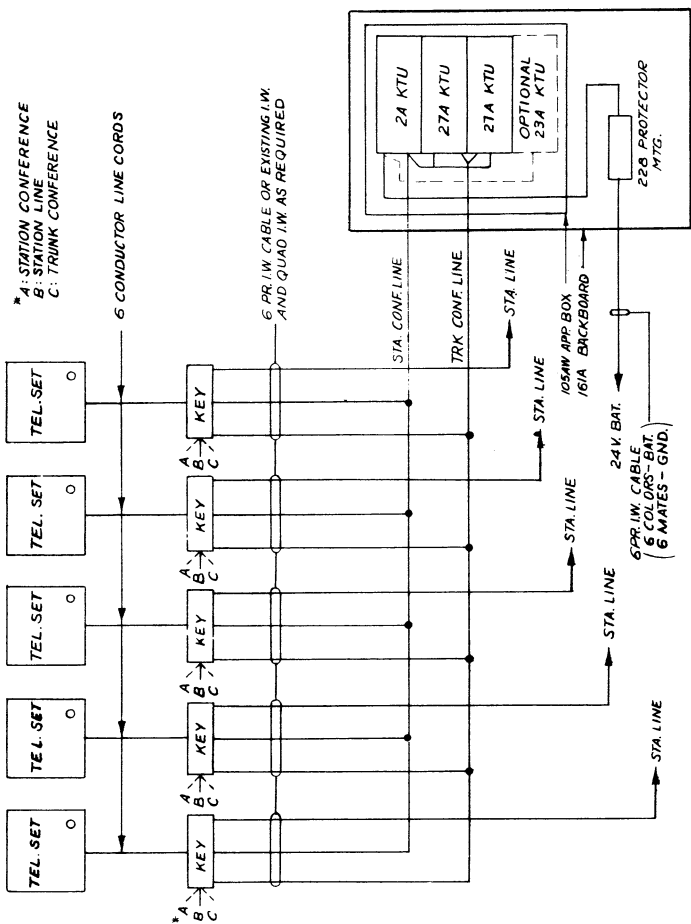 *
A: STATION CONFERENCE
B: STATION LINE
C: TRUNK CONFERENCE
TEL. SET
TEL. SET
TEL. SET
TEL. SET
TEL. SET
6 CONDUCTOR LINE CORDS
* A
B
C
KEY
A
B
C
KEY
A
B
C
KEY
A
B
C
KEY
A
B
C
KEY
6 PR. I.W. CABLE OR EXISTING I.W.
AND QUAD I.W. AS REQUIRED
STA. CONF. LINE
TRK CONF. LINE
STA. LINE
STA. LINE
STA. LINE
STA. LINE
STA. LINE
2A KTU
27A KTU
27A KTU
OPTIONAL
23A KTU
105AW APP. BOX
161A BACKBOARD
22B PROTECTOR
MTG.
24 V. BAT.
6 PR. I.W. CABLE
(6 COLORS-BAT.
6 MATES - GND.)